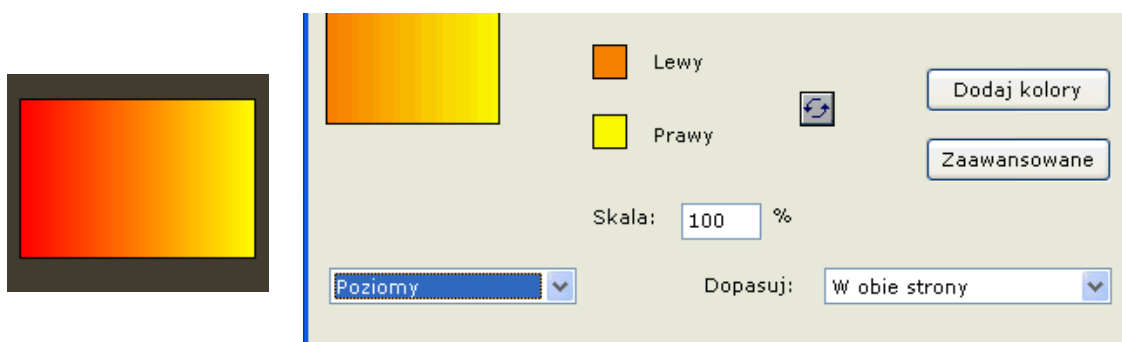 Lewy
Dodaj kolory
Prawy
Zaawansowane
Skala: 100 %
Poziomy Dopasuj: W obie strony